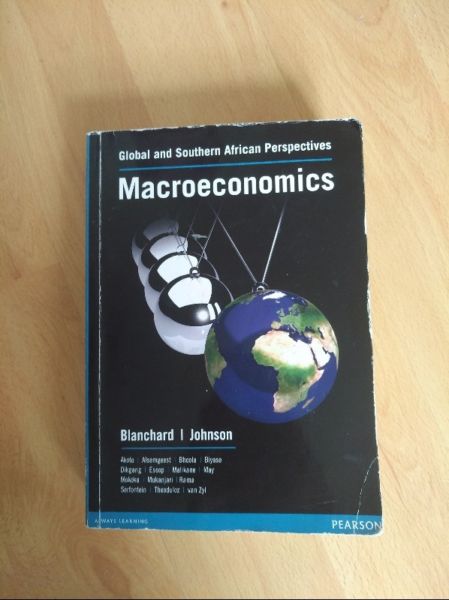 Global and Southern African Perspectives
Macroeconomics
Blanchard | Johnson
Akoto | Alsemgeest | Bhoola | Biyase
Dikgang | Essop | Malikane | May
Mokoka | Mukanjari | Rama
Serfontein | Theodoloz | van Zyl
ALWAYS LEARNING
PEARSON